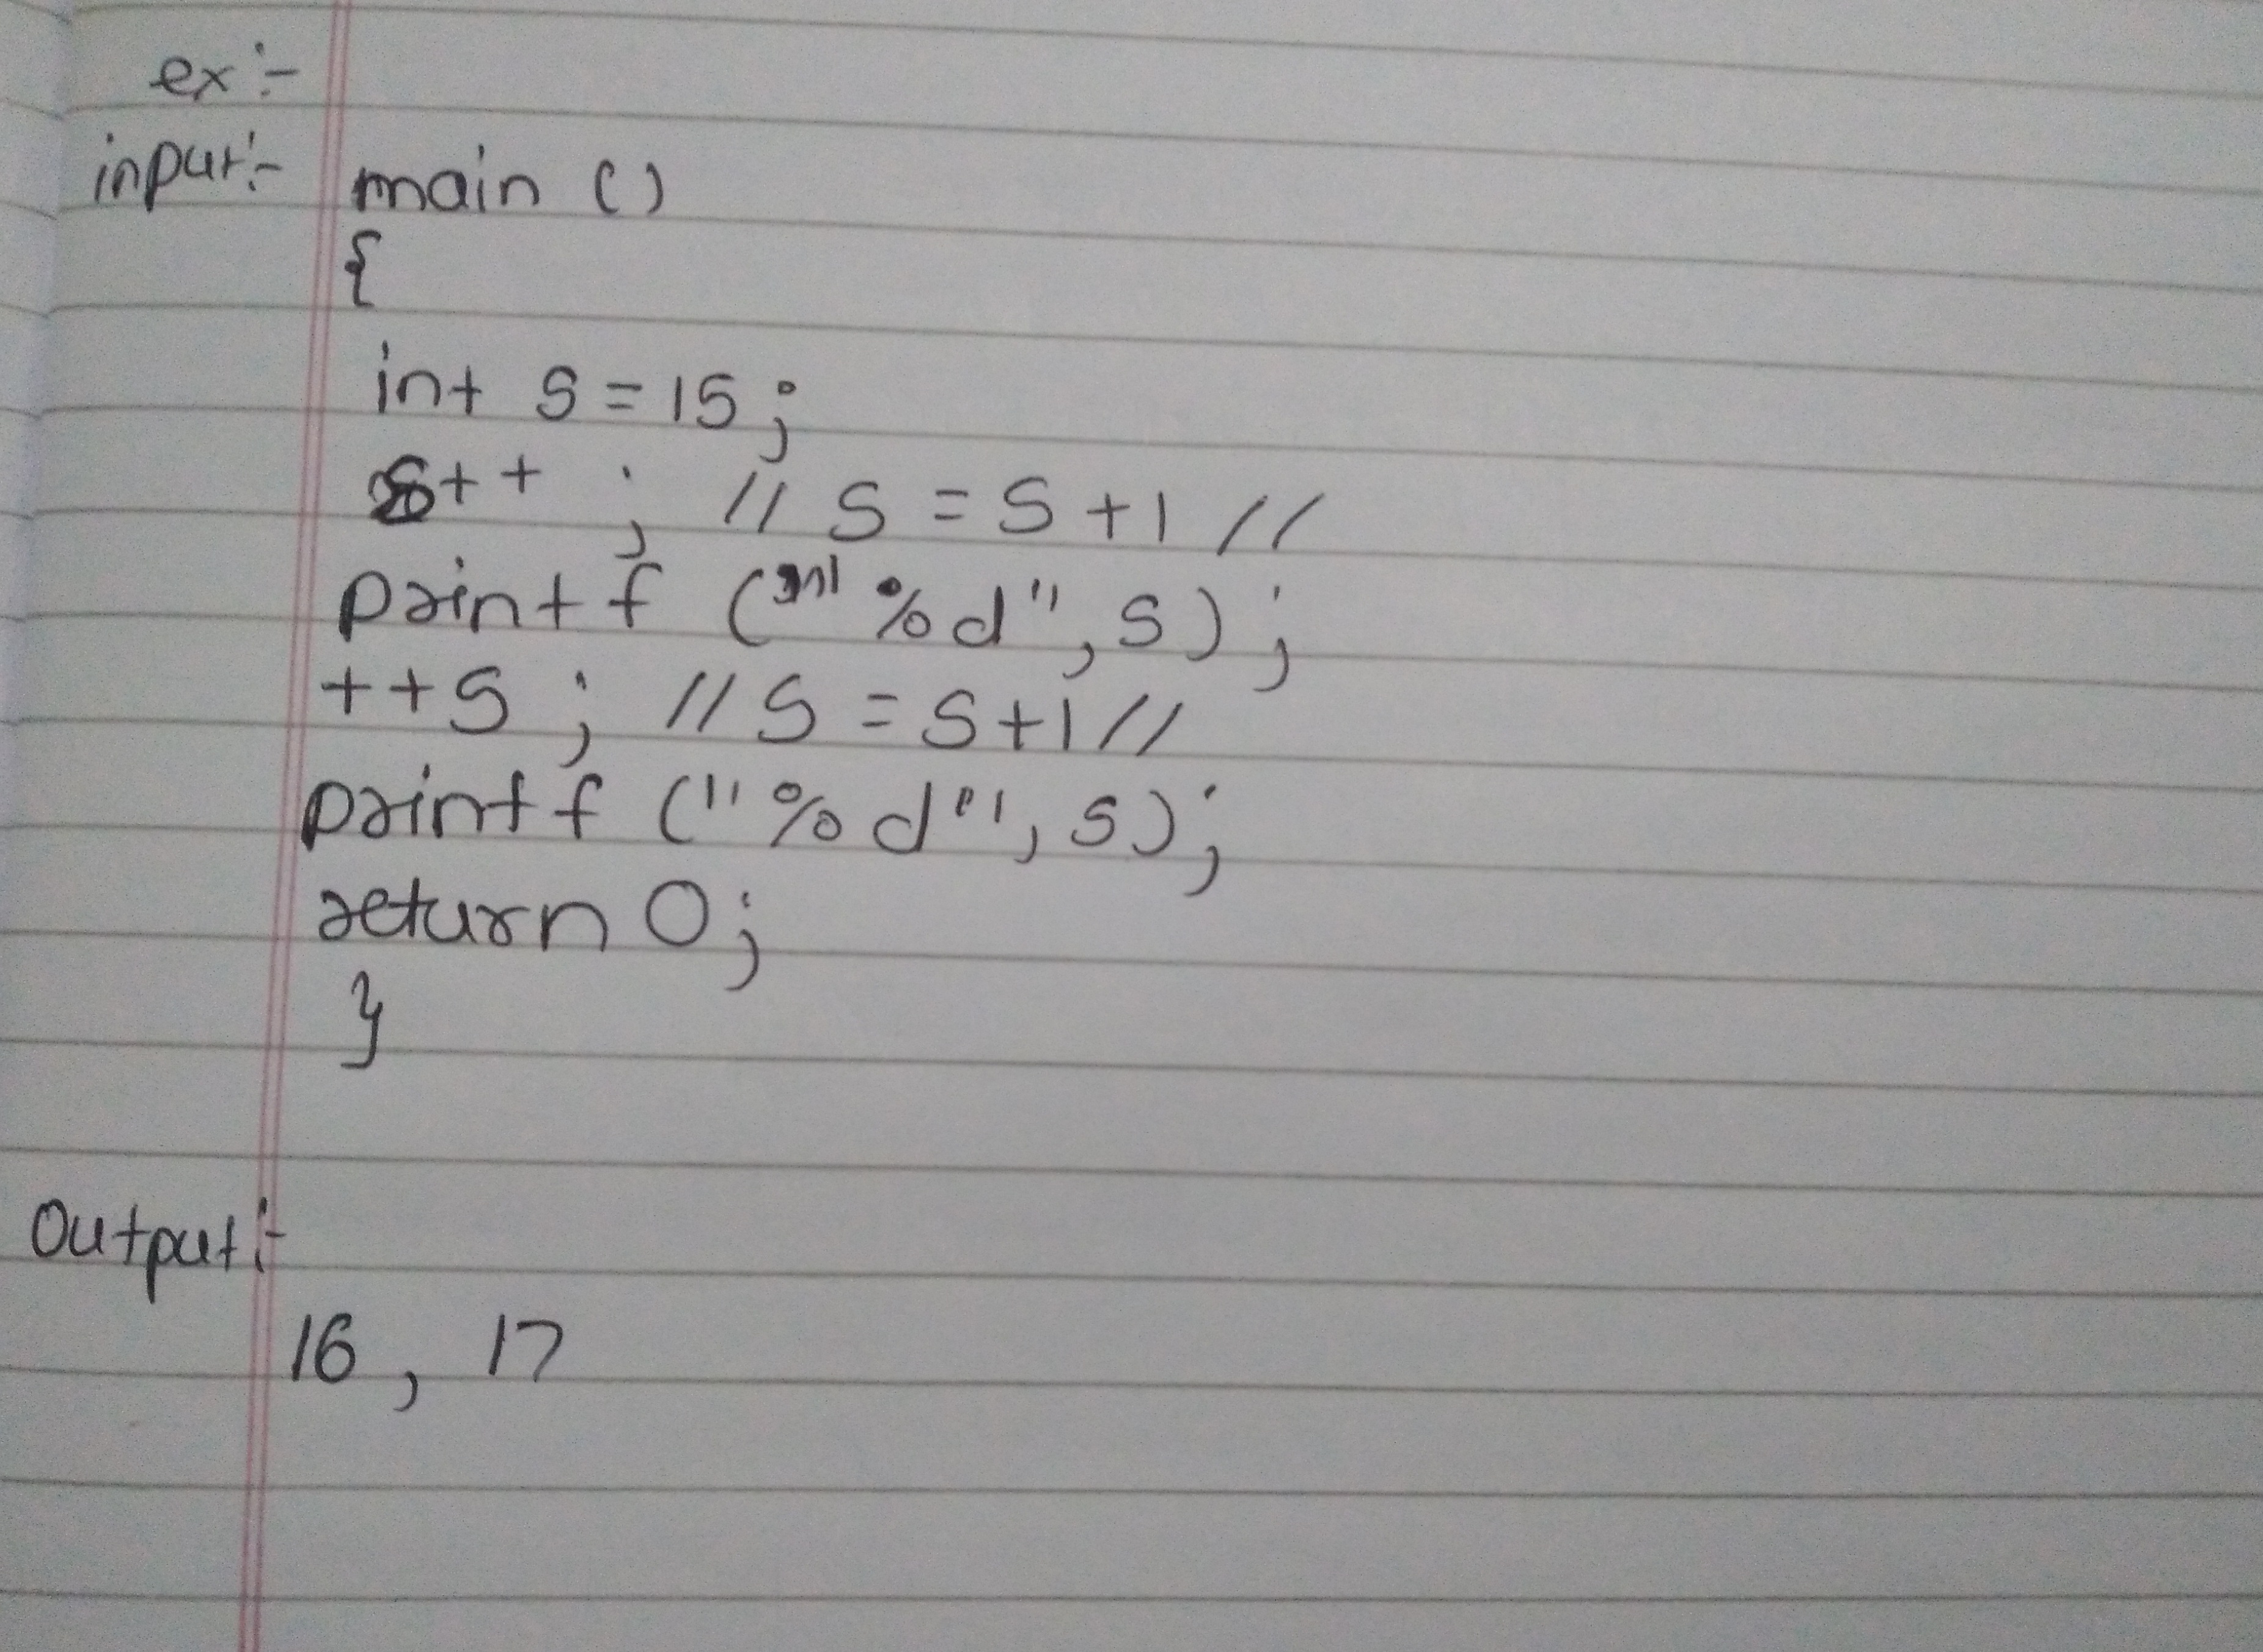 ex:-
input:- main ()
{
int s = 15;
s++ ; // s = s + 1 //
printf (" %d", s);
++s ; // s = s+1 //
printf (" %d", s);
return 0;
}
Output:-
16, 17